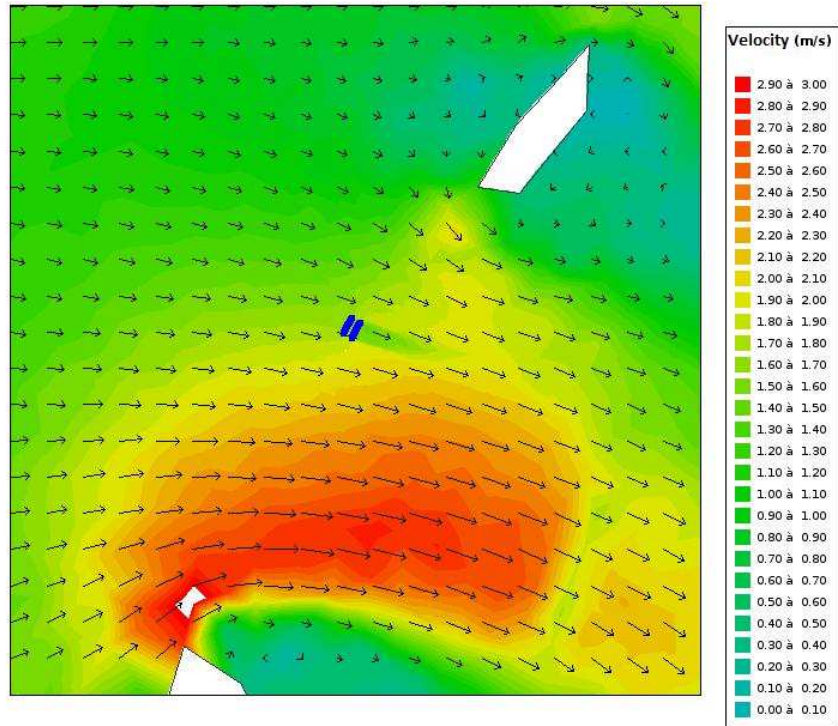 Velocity (m/s)
2.90 à 3.00
2.80 à 2.90
2.70 à 2.80
2.60 à 2.70
2.50 à 2.60
2.40 à 2.50
2.30 à 2.40
2.20 à 2.30
2.10 à 2.20
2.00 à 2.10
1.90 à 2.00
1.80 à 1.90
1.70 à 1.80
1.60 à 1.70
1.50 à 1.60
1.40 à 1.50
1.30 à 1.40
1.20 à 1.30
1.10 à 1.20
1.00 à 1.10
0.90 à 1.00
0.80 à 0.90
0.70 à 0.80
0.60 à 0.70
0.50 à 0.60
0.40 à 0.50
0.30 à 0.40
0.20 à 0.30
0.10 à 0.20
0.00 à 0.10